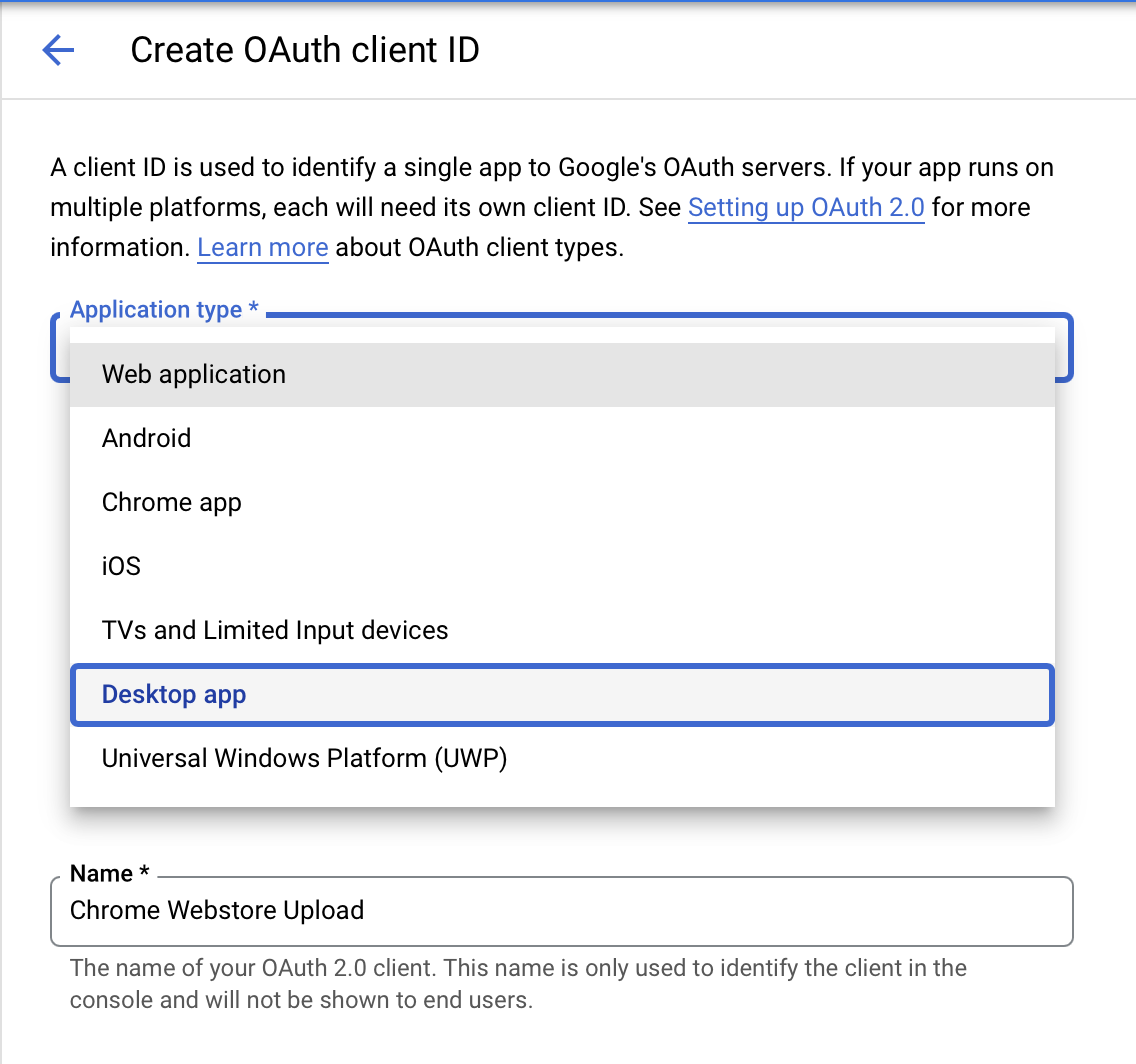 Create OAuth client ID
A client ID is used to identify a single app to Google's OAuth servers. If your app runs on
multiple platforms, each will need its own client ID. See Setting up OAuth 2.0 for more
information. Learn more about OAuth client types.
Application type *
Web application
Android
Chrome app
iOS
TVs and Limited Input devices
Desktop app
Universal Windows Platform (UWP)
Name *
Chrome Webstore Upload
The name of your OAuth 2.0 client. This name is only used to identify the client in the
console and will not be shown to end users.